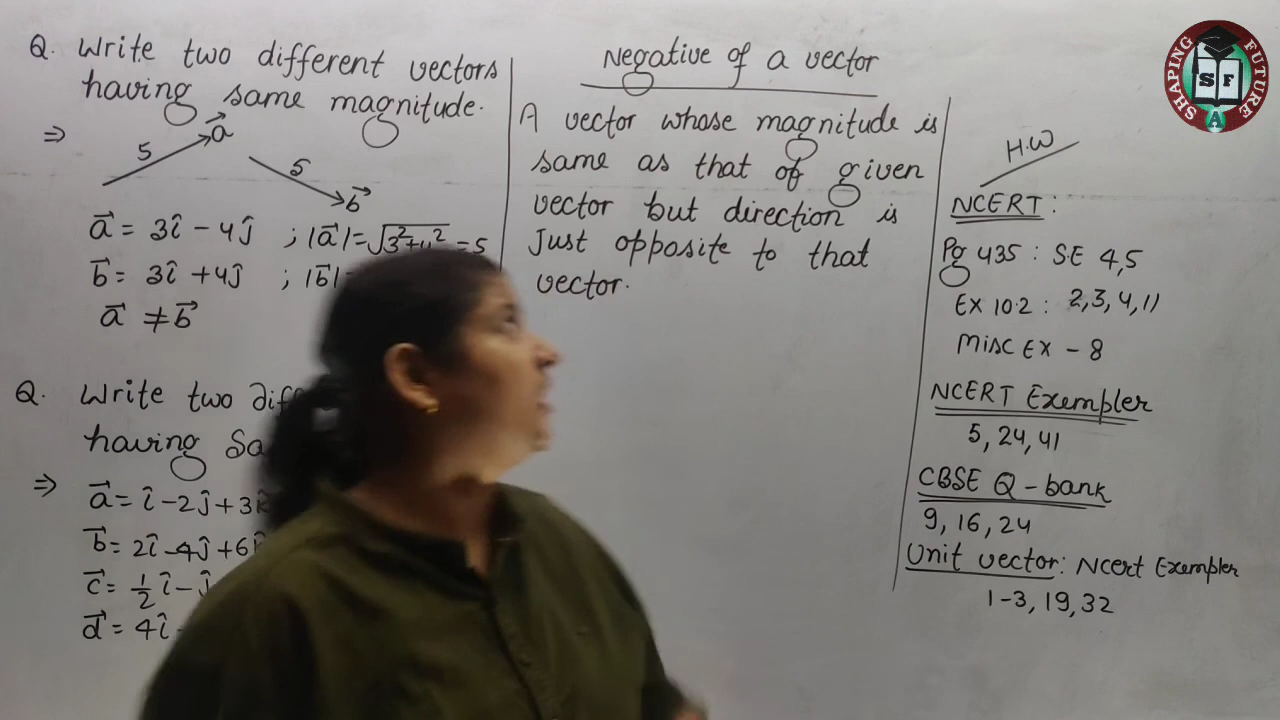 Q. Write two different vectors
having same magnitude.
⇒
5 a⃗
5 b⃗
a⃗ = 3î - 4ĵ ; |a⃗| = √3²+4² = 5
b⃗ = 3î + 4ĵ ; |b⃗| =
a⃗ ≠ b⃗
Q. Write two
having
⇒ a⃗ = î - 2ĵ + 3k̂
b⃗ = 2î - 4ĵ + 6k̂
c⃗ = 1/2 î - ĵ
d⃗ = 4î -
Negative of a vector
A vector whose magnitude is
same as that of given
vector but direction is
Just opposite to that
vector.
H.W
NCERT :
Pg 435 : S.E 4,5
Ex 10.2 : 2,3,4,11
Misc Ex - 8
NCERT Exempler
5, 24, 41
CBSE Q-bank
9, 16, 24
Unit vector: Ncert Exempler
1-3, 19, 32
SHAPING FUTURE
S F
A